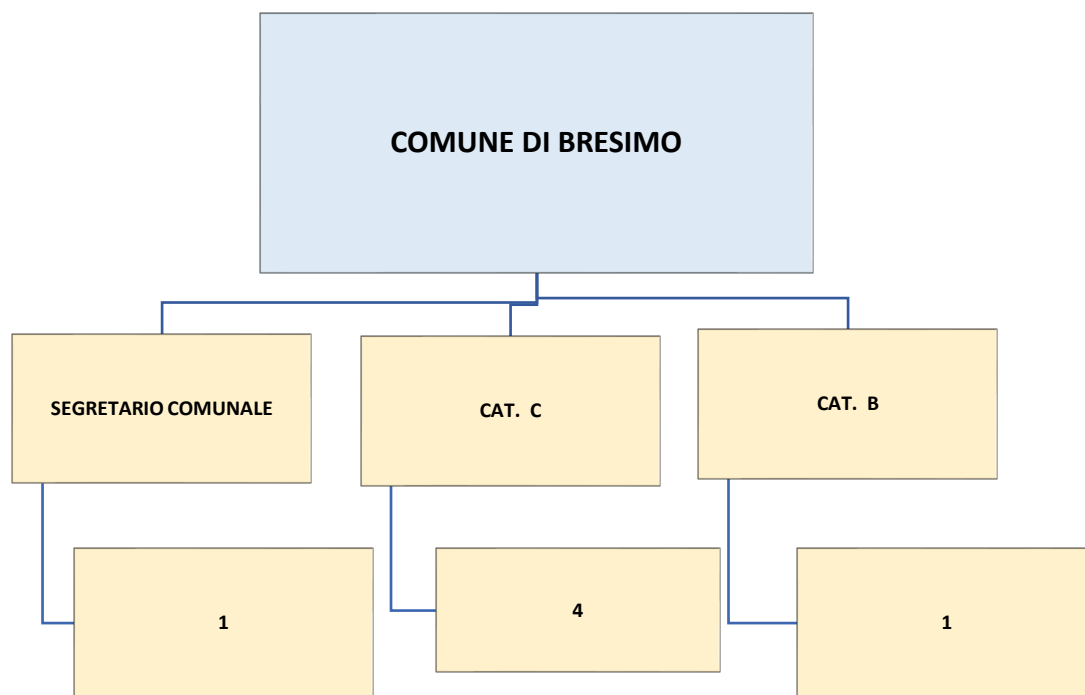 COMUNE DI BRESIMO
SEGRETARIO COMUNALE
CAT. C
CAT. B
1
4
1